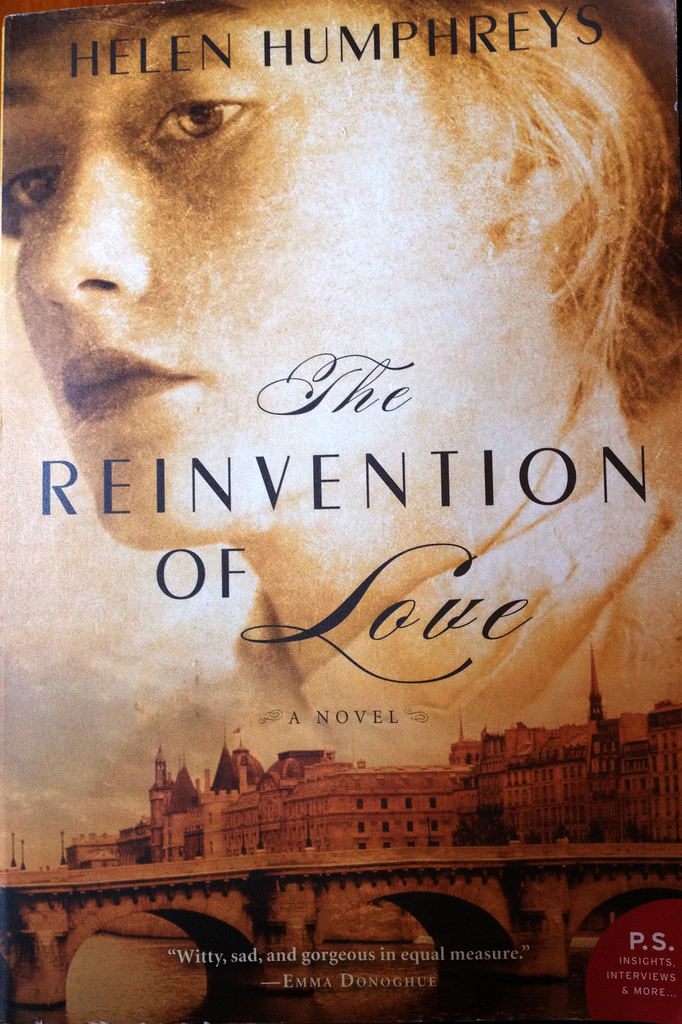 HELEN HUMPHREYS
The
REINVENTION
OF Love
A NOVEL
“Witty, sad, and gorgeous in equal measure.”
—EMMA DONOGHUE
P.S.
INSIGHTS,
INTERVIEWS
& MORE...